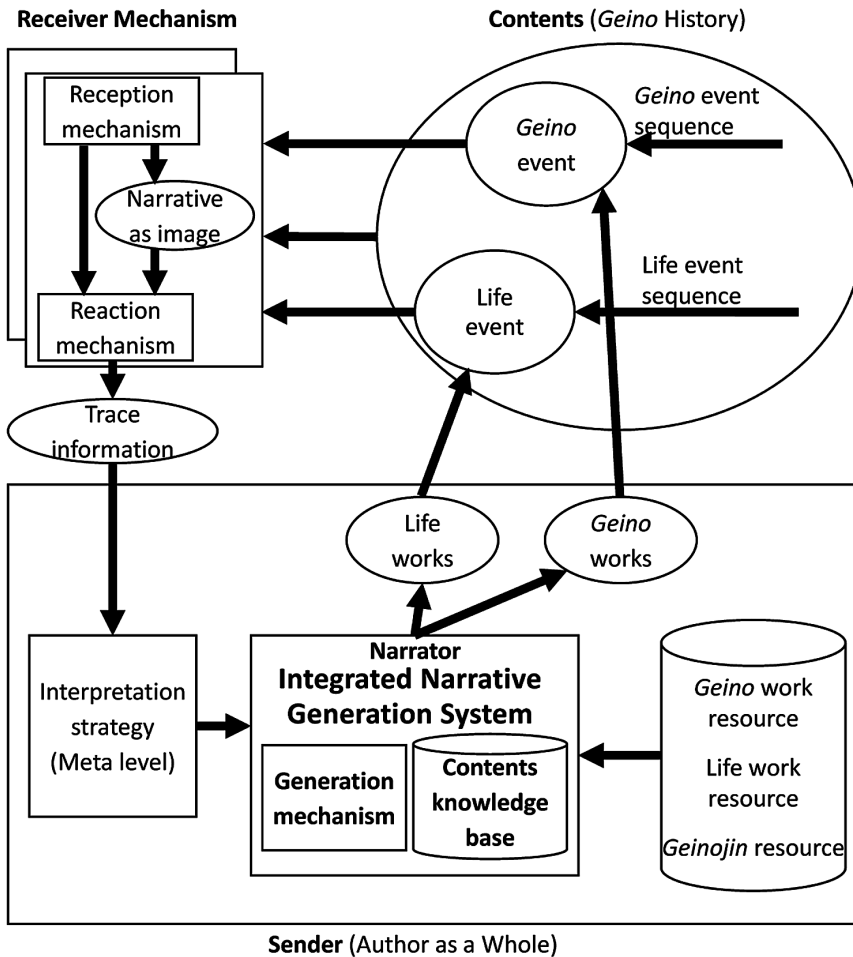 Receiver Mechanism
Contents (Geino History)
Reception
mechanism
Narrative
as image
Reaction
mechanism
Geino
event
Geino event
sequence
Life
event
Life event
sequence
Trace
information
Life
works
Geino
works
Interpretation
strategy
(Meta level)
Narrator
Integrated Narrative
Generation System
Generation
mechanism
Contents
knowledge
base
Geino work
resource
Life work
resource
Geinojin resource
Sender (Author as a Whole)